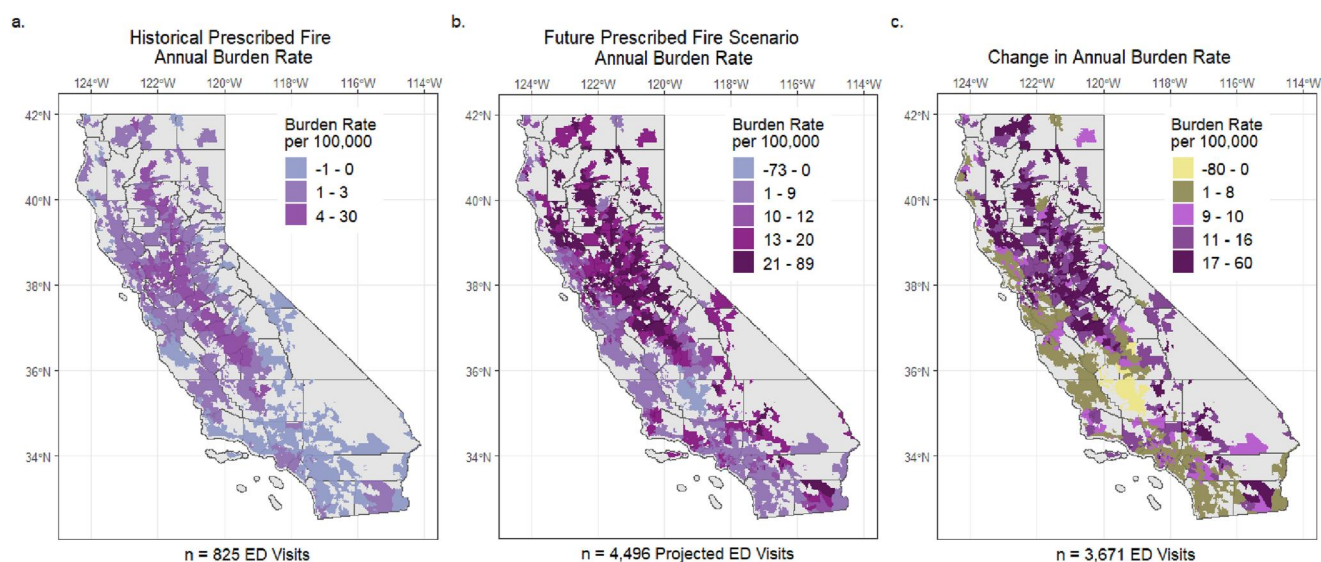 a.
Historical Prescribed Fire
Annual Burden Rate
124°W 122°W 120°W 118°W 116°W 114°W
42°N
40°N
38°N
36°N
34°N
Burden Rate
per 100,000
-1 - 0
1 - 3
4 - 30
n = 825 ED Visits
b.
Future Prescribed Fire Scenario
Annual Burden Rate
124°W 122°W 120°W 118°W 116°W 114°W
42°N
40°N
38°N
36°N
34°N
Burden Rate
per 100,000
-73 - 0
1 - 9
10 - 12
13 - 20
21 - 89
n = 4,496 Projected ED Visits
c.
Change in Annual Burden Rate
124°W 122°W 120°W 118°W 116°W 114°W
42°N
40°N
38°N
36°N
34°N
Burden Rate
per 100,000
-80 - 0
1 - 8
9 - 10
11 - 16
17 - 60
n = 3,671 ED Visits